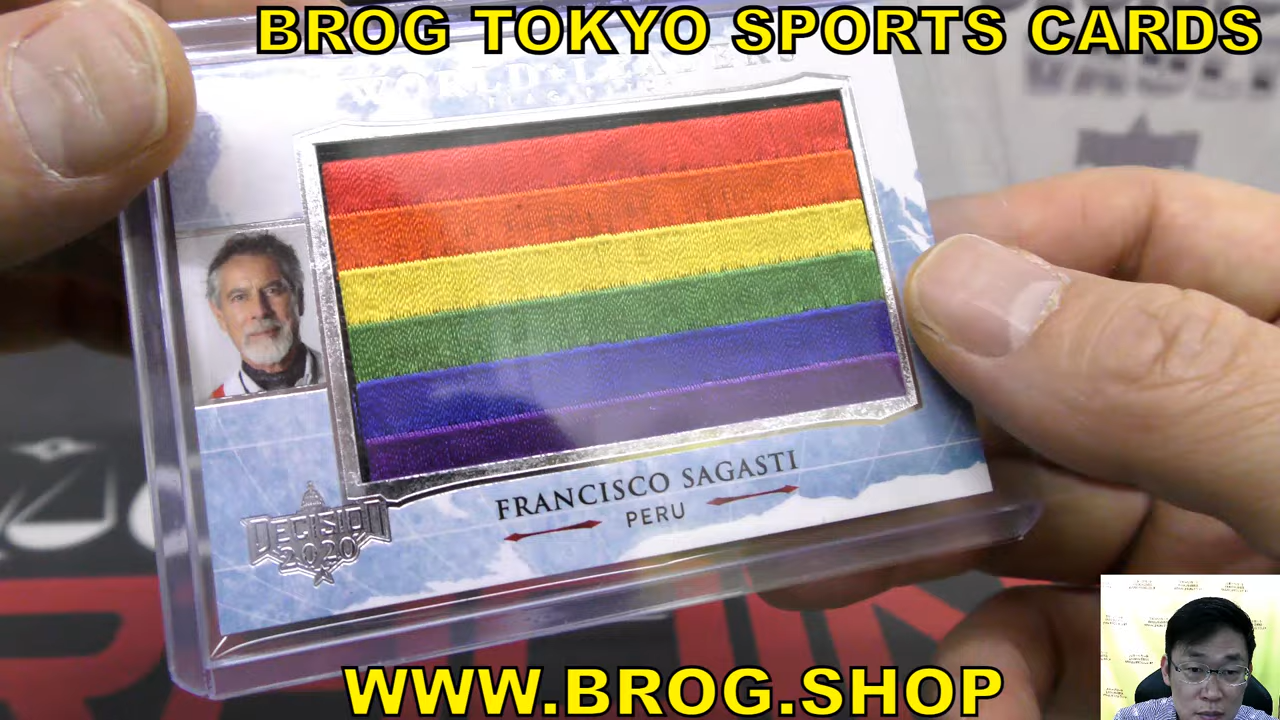 BROG TOKYO SPORTS CARDS
WORLD LEADERS
FRANCISCO SAGASTI
PERU
DECISION
2020
WWW.BROG.SHOP